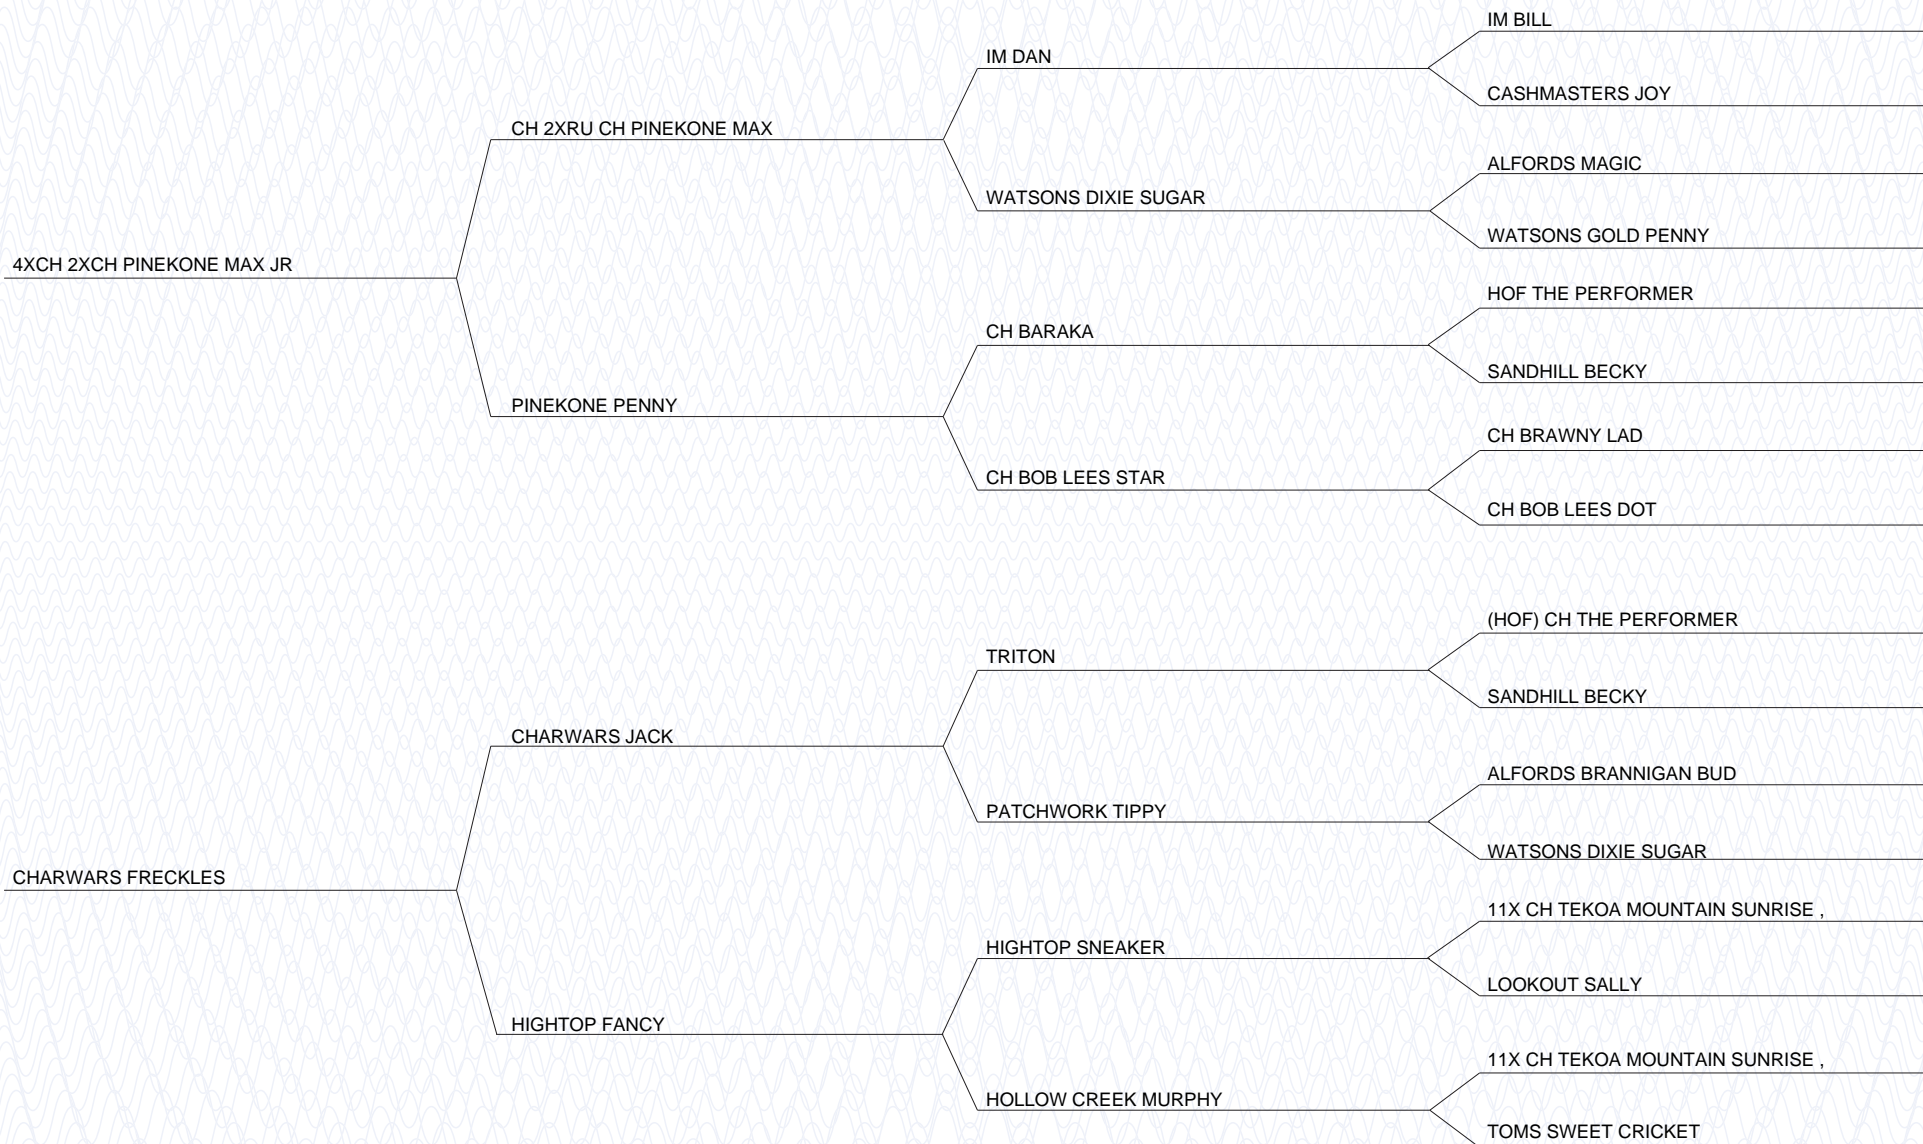 IM BILL
IM DAN
CASHMASTERS JOY
CH 2XRU CH PINEKONE MAX
ALFORDS MAGIC
WATSONS DIXIE SUGAR
WATSONS GOLD PENNY
4XCH 2XCH PINEKONE MAX JR
HOF THE PERFORMER
CH BARAKA
SANDHILL BECKY
PINEKONE PENNY
CH BRAWNY LAD
CH BOB LEES STAR
CH BOB LEES DOT
(HOF) CH THE PERFORMER
TRITON
SANDHILL BECKY
CHARWARS JACK
ALFORDS BRANNIGAN BUD
PATCHWORK TIPPY
WATSONS DIXIE SUGAR
CHARWARS FRECKLES
11X CH TEKOA MOUNTAIN SUNRISE ,
HIGHTOP SNEAKER
LOOKOUT SALLY
HIGHTOP FANCY
11X CH TEKOA MOUNTAIN SUNRISE ,
HOLLOW CREEK MURPHY
TOMS SWEET CRICKET